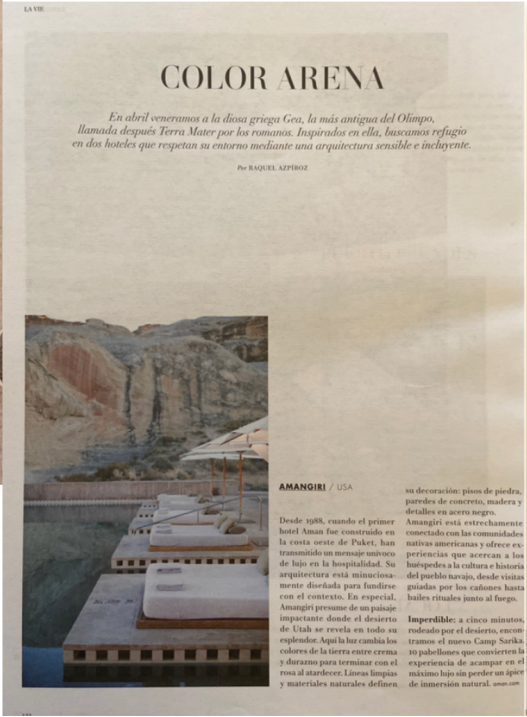 LA VIE
COLOR ARENA
En abril veneramos a la diosa griega Gea, la más antigua del Olimpo,
llamada después Terra Mater por los romanos. Inspirados en ella, buscamos refugio
en dos hoteles que respetan su entorno mediante una arquitectura sensible e incluyente.
Por RAQUEL AZPÍROZ
AMANGIRI / USA
Desde 1988, cuando el primer
hotel Aman fue construido en
la costa oeste de Puket, han
transmitido un mensaje unívoco
de lujo en la hospitalidad. Su
arquitectura está minuciosa-
mente diseñada para fundirse
con el contexto. En especial,
Amangiri presume de un paisaje
impactante donde el desierto
de Utah se revela en todo su
esplendor. Aquí la luz cambia los
colores de la tierra entre crema
y durazno para terminar con el
rosa al atardecer. Líneas limpias
y materiales naturales definen
su decoración: pisos de piedra,
paredes de concreto, madera y
detalles en acero negro.
Amangiri está estrechamente
conectado con las comunidades
nativas americanas y ofrece ex-
periencias que acercan a los
huéspedes a la cultura e historia
del pueblo navajo, desde visitas
guiadas por los cañones hasta
bailes rituales junto al fuego.
Imperdible: a cinco minutos,
rodeado por el desierto, encon-
tramos el nuevo Camp Sarika,
10 pabellones que convierten la
experiencia de acampar en el
máximo lujo sin perder un ápice
de inmersión natural. aman.com